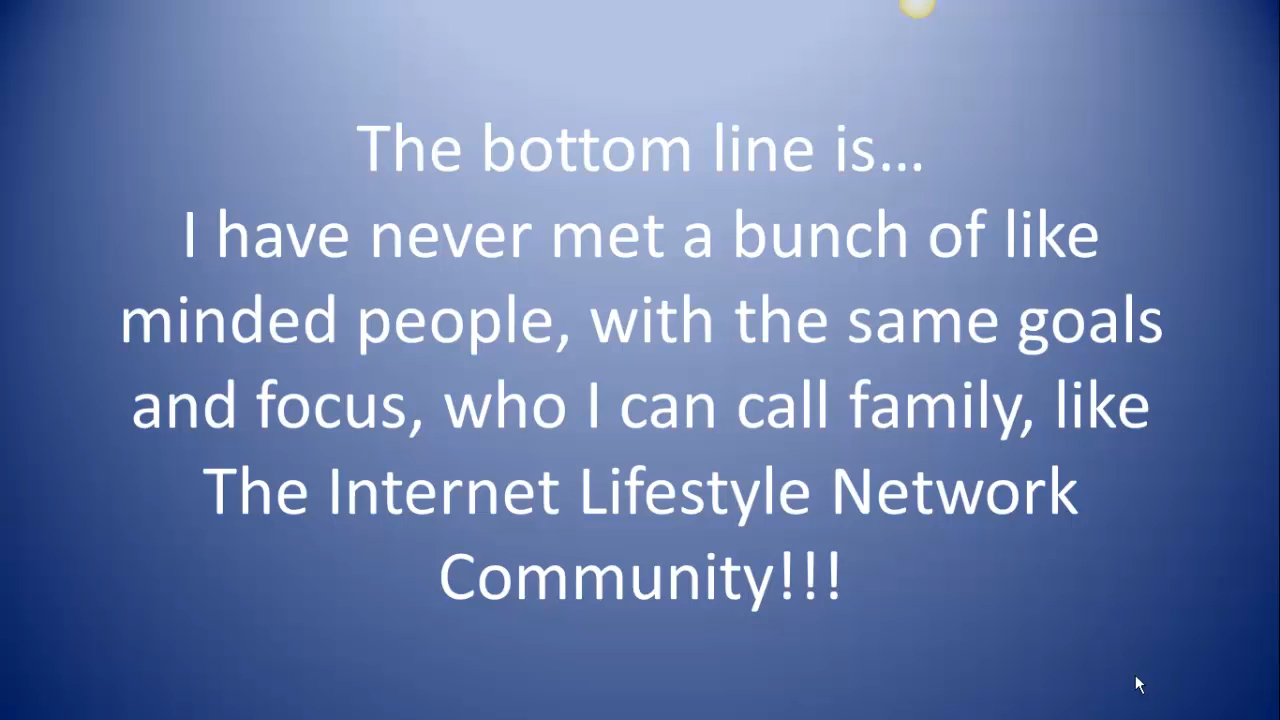 The bottom line is...
I have never met a bunch of like
minded people, with the same goals
and focus, who I can call family, like
The Internet Lifestyle Network
Community!!!